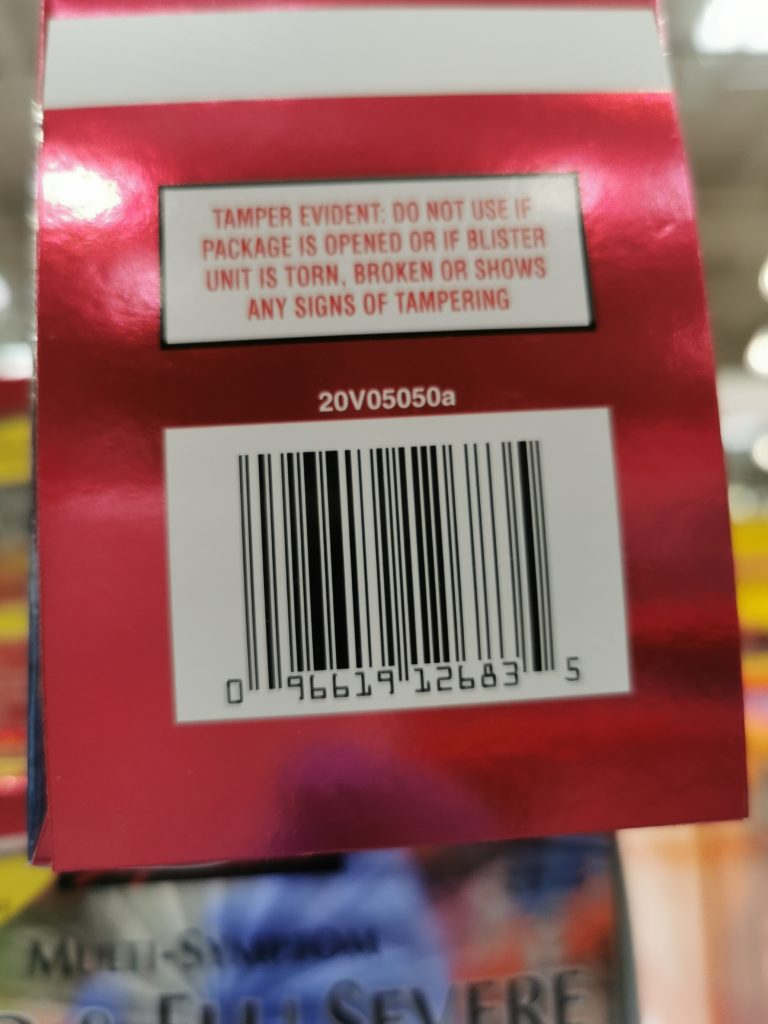 TAMPER EVIDENT: DO NOT USE IF
PACKAGE IS OPENED OR IF BLISTER
UNIT IS TORN, BROKEN OR SHOWS
ANY SIGNS OF TAMPERING
20V05050a
0 96619 12683 5
MULTI-SYMPTOM
& FLU SEVERE